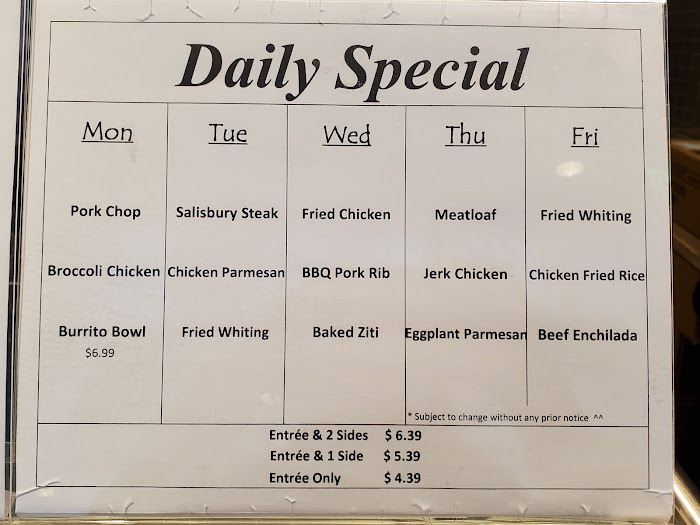 Daily Special
Mon Tue Wed Thu Fri
Pork Chop Salisbury Steak Fried Chicken Meatloaf Fried Whiting
Broccoli Chicken Chicken Parmesan BBQ Pork Rib Jerk Chicken Chicken Fried Rice
Burrito Bowl Fried Whiting Baked Ziti Eggplant Parmesan Beef Enchilada
$6.99
* Subject to change without any prior notice ^^
Entrée & 2 Sides $ 6.39
Entrée & 1 Side $ 5.39
Entrée Only $ 4.39